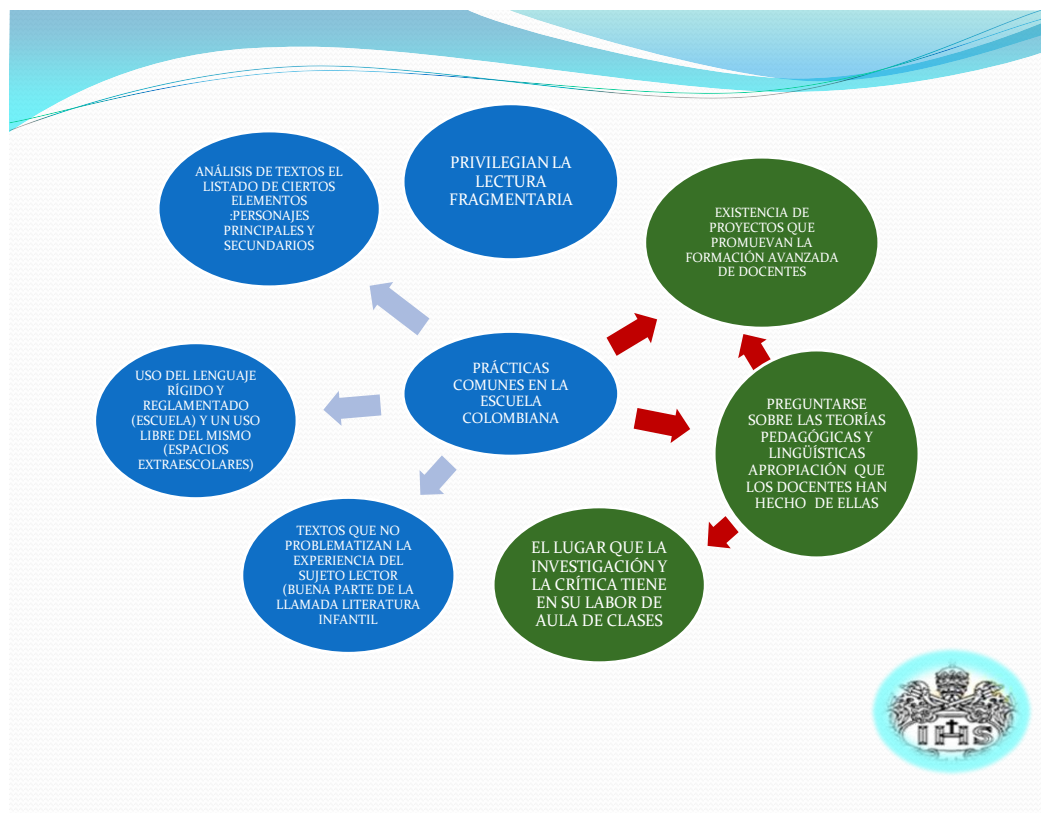 PRIVILEGIAN LA
LECTURA
FRAGMENTARIA
ANÁLISIS DE TEXTOS EL
LISTADO DE CIERTOS
ELEMENTOS
:PERSONAJES
PRINCIPALES Y
SECUNDARIOS
EXISTENCIA DE
PROYECTOS QUE
PROMUEVAN LA
FORMACIÓN AVANZADA
DE DOCENTES
PRÁCTICAS
COMUNES EN LA
ESCUELA
COLOMBIANA
USO DEL LENGUAJE
RÍGIDO Y
REGLAMENTADO
(ESCUELA) Y UN USO
LIBRE DEL MISMO
(ESPACIOS
EXTRAESCOLARES)
PREGUNTARSE
SOBRE LAS TEORÍAS
PEDAGÓGICAS Y
LINGÜÍSTICAS
APROPIACIÓN QUE
LOS DOCENTES HAN
HECHO DE ELLAS
TEXTOS QUE NO
PROBLEMATIZAN LA
EXPERIENCIA DEL
SUJETO LECTOR
(BUENA PARTE DE LA
LLAMADA LITERATURA
INFANTIL
EL LUGAR QUE LA
INVESTIGACIÓN Y
LA CRÍTICA TIENE
EN SU LABOR DE
AULA DE CLASES
IHS